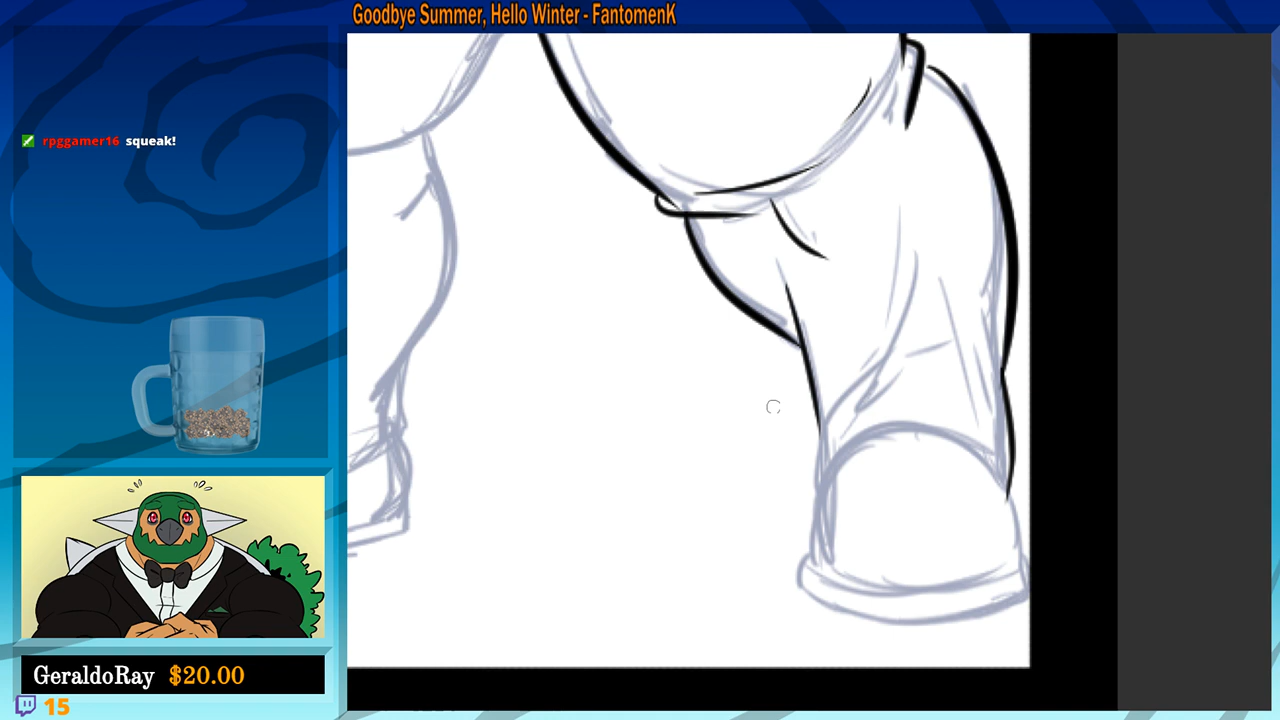 Goodbye Summer, Hello Winter - FantomenK
rpggamer16 squeak!
GeraldoRay $20.00
15